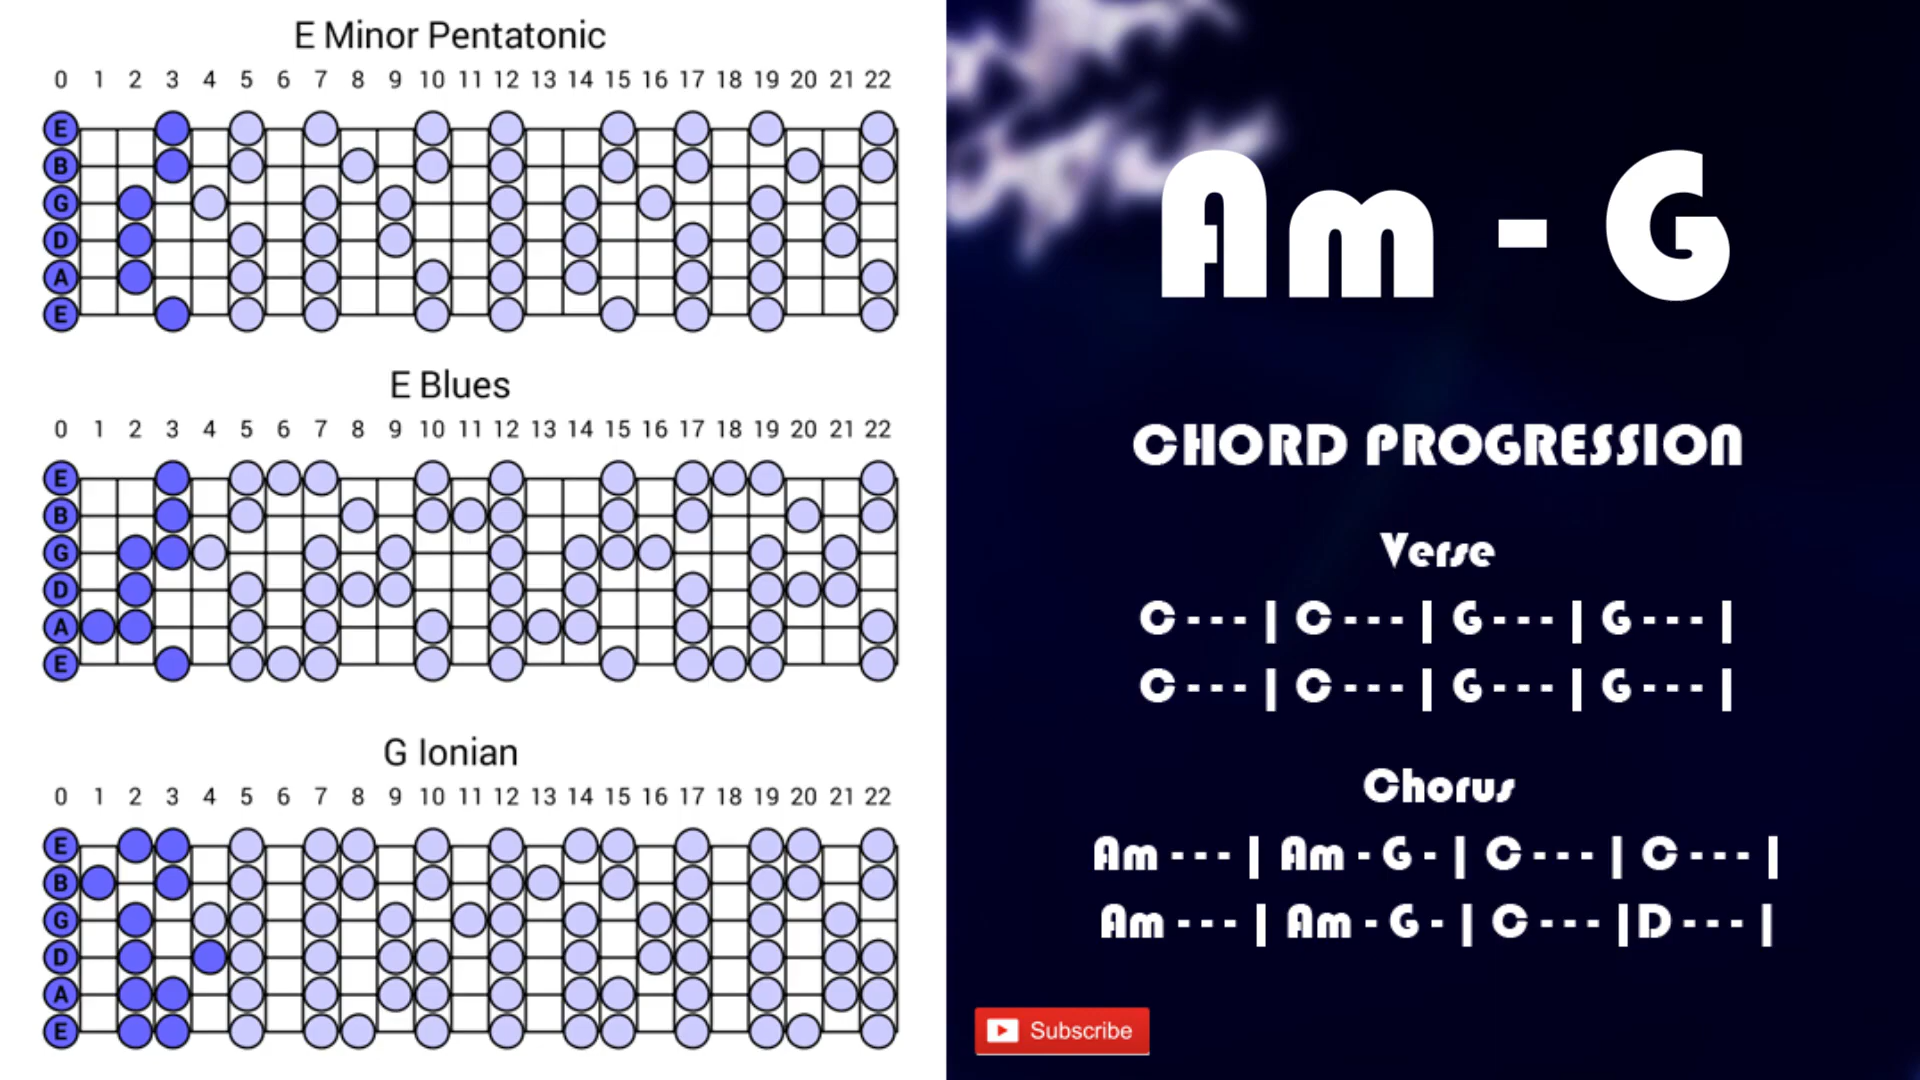 E Minor Pentatonic
0 1 2 3 4 5 6 7 8 9 10 11 12 13 14 15 16 17 18 19 20 21 22
E
B
G
D
A
E
E Blues
0 1 2 3 4 5 6 7 8 9 10 11 12 13 14 15 16 17 18 19 20 21 22
E
B
G
D
A
E
G Ionian
0 1 2 3 4 5 6 7 8 9 10 11 12 13 14 15 16 17 18 19 20 21 22
E
B
G
D
A
E
Am - G
CHORD PROGRESSION
Verse
C - - - | C - - - | G - - - | G - - - |
C - - - | C - - - | G - - - | G - - - |
Chorus
Am - - - | Am - G - | C - - - | C - - - |
Am - - - | Am - G - | C - - - | D - - - |
Subscribe